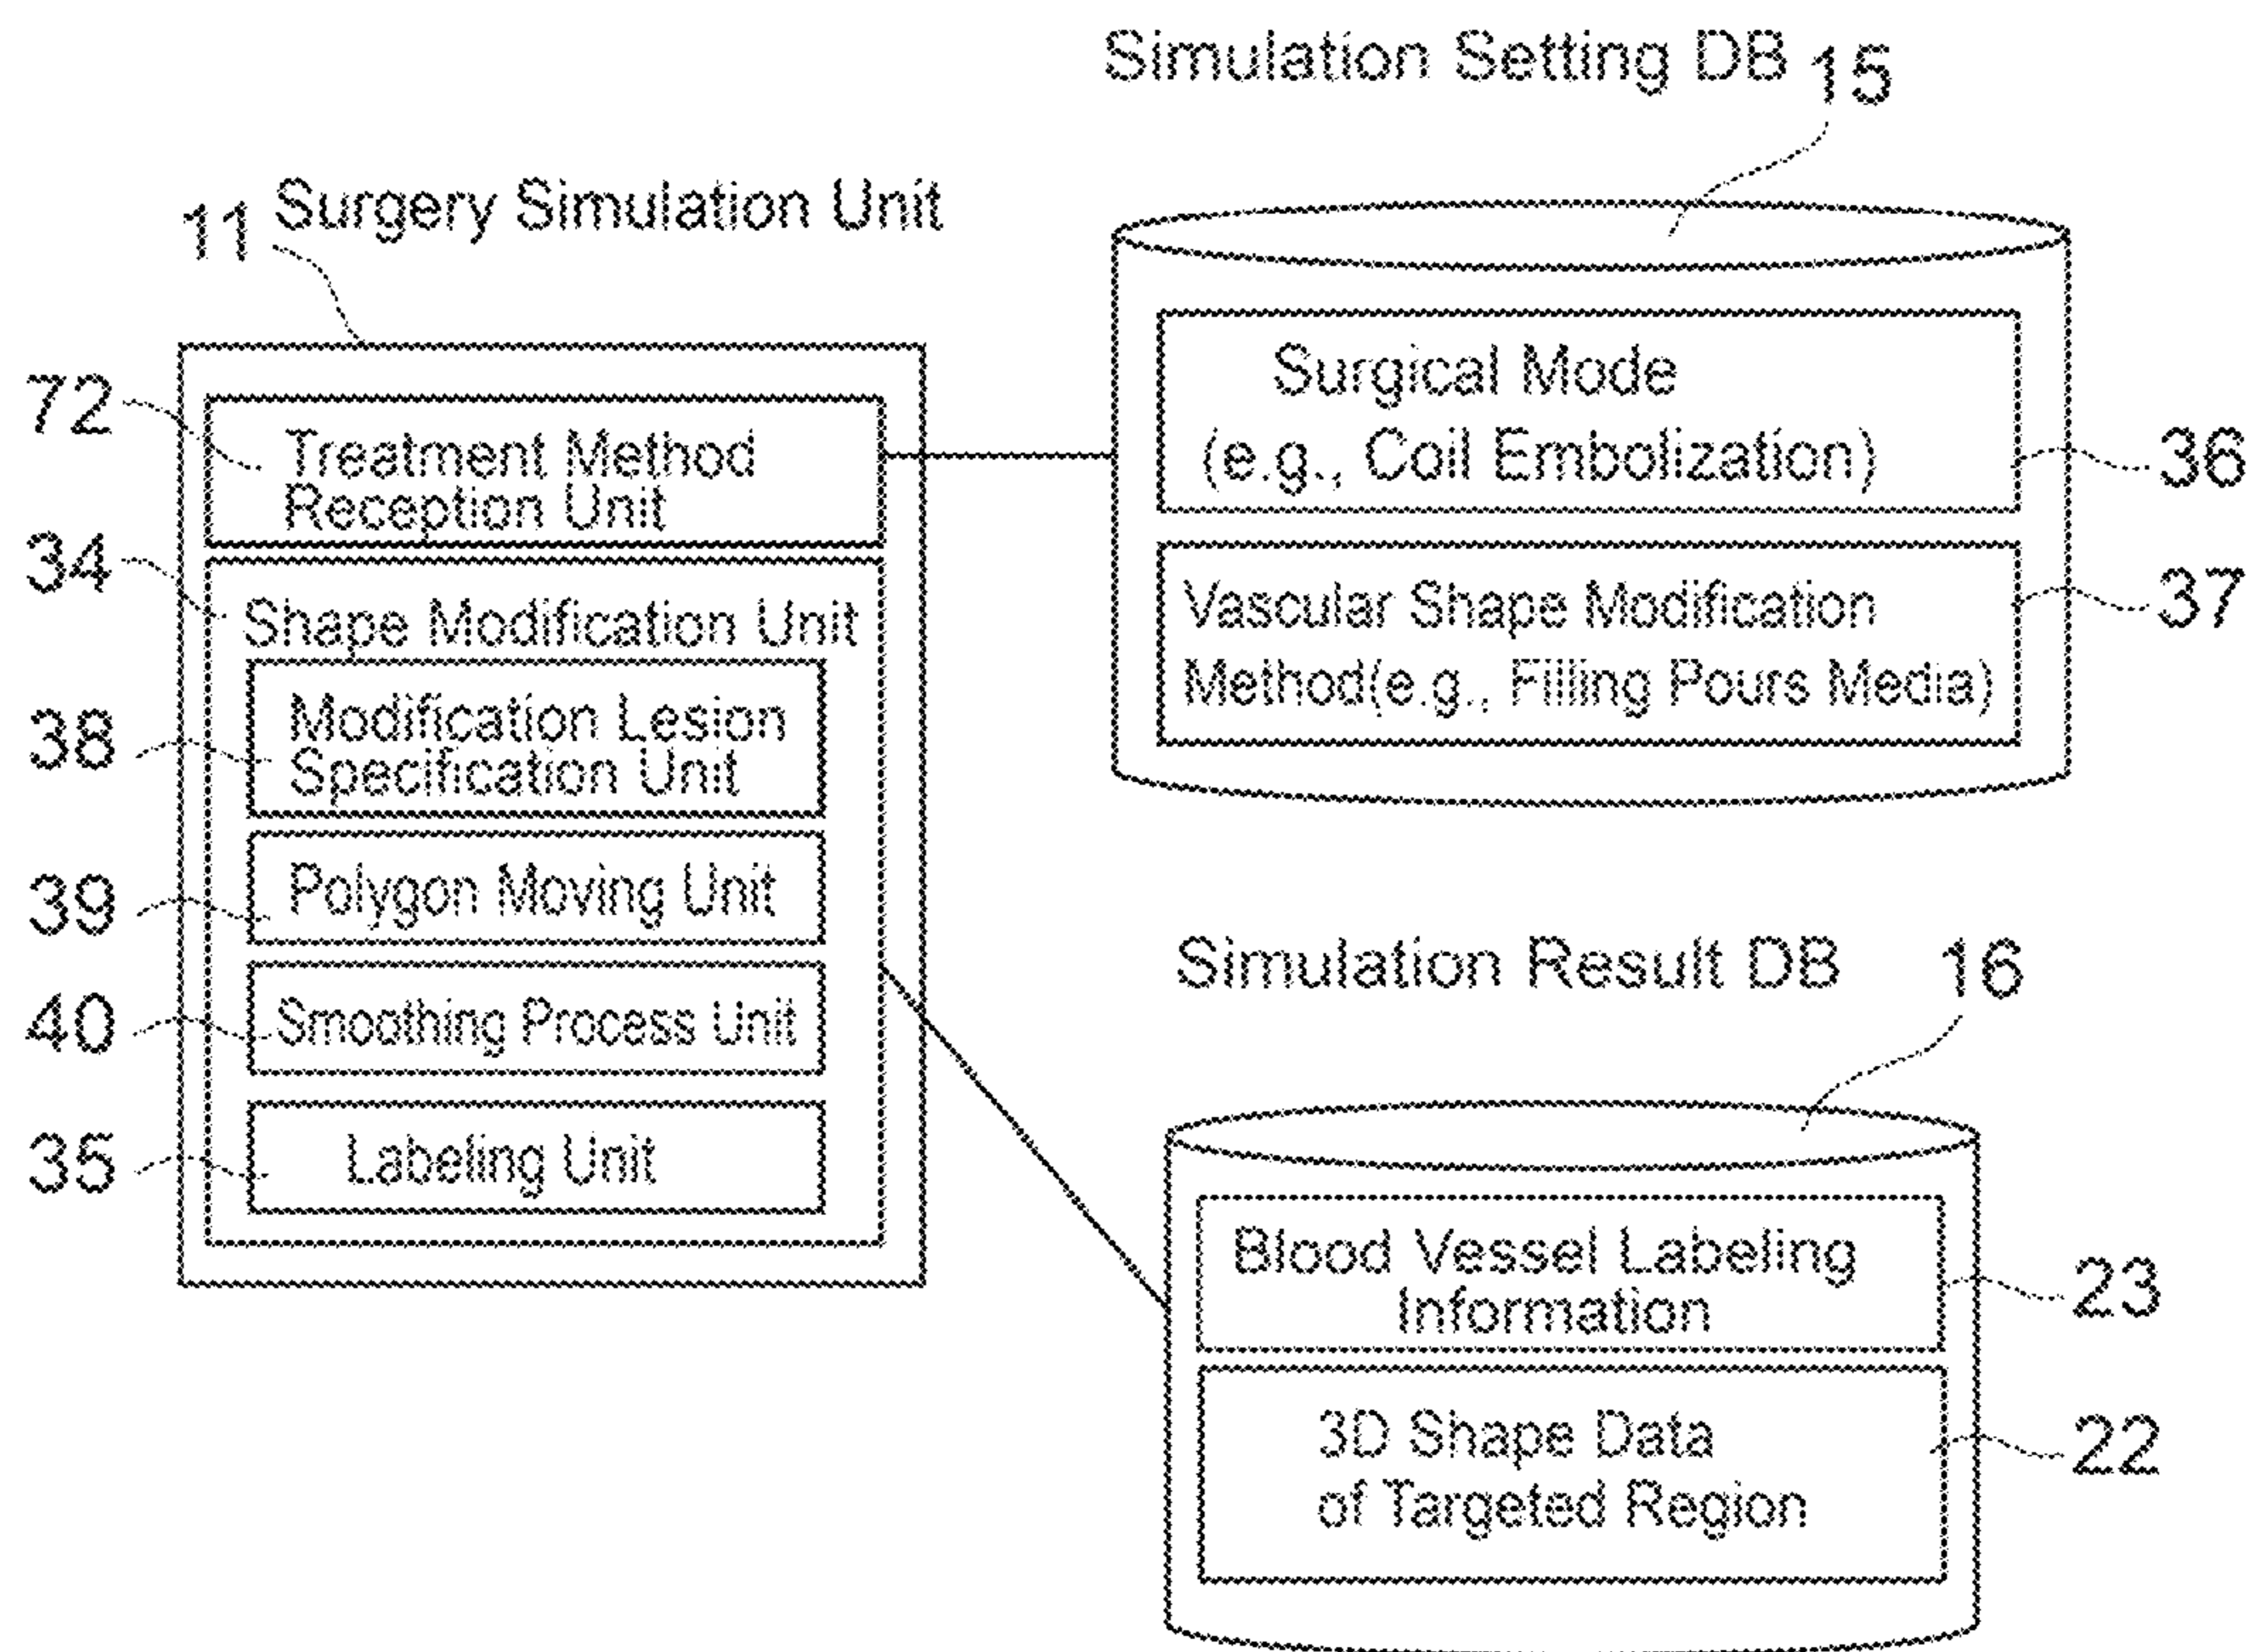 Simulation Setting DB 15
11 Surgery Simulation Unit
72
Treatment Method
Reception Unit
34
Shape Modification Unit
38
Modification Lesion
Specification Unit
39
Polygon Moving Unit
40
Smoothing Process Unit
35
Labeling Unit
Surgical Mode
(e.g., Coil Embolization)
36
Vascular Shape Modification
Method(e.g., Filling Pours Media)
37
Simulation Result DB 16
Blood Vessel Labeling
Information
23
3D Shape Data
of Targeted Region
22